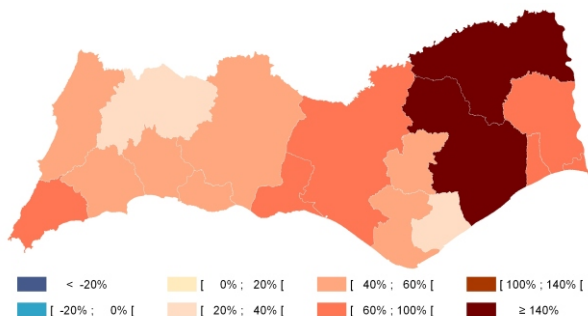 < -20% [ 0% ; 20% [ [ 40% ; 60% [ [ 100% ; 140% [
[ -20% ; 0% [ [ 20% ; 40% [ [ 60% ; 100% [ ≥ 140%